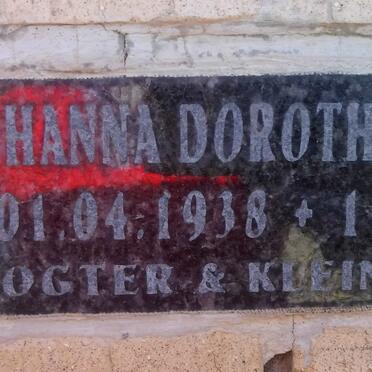 HANNA DOROTH
01.04.1938 + 1
OGTER & KLEIN